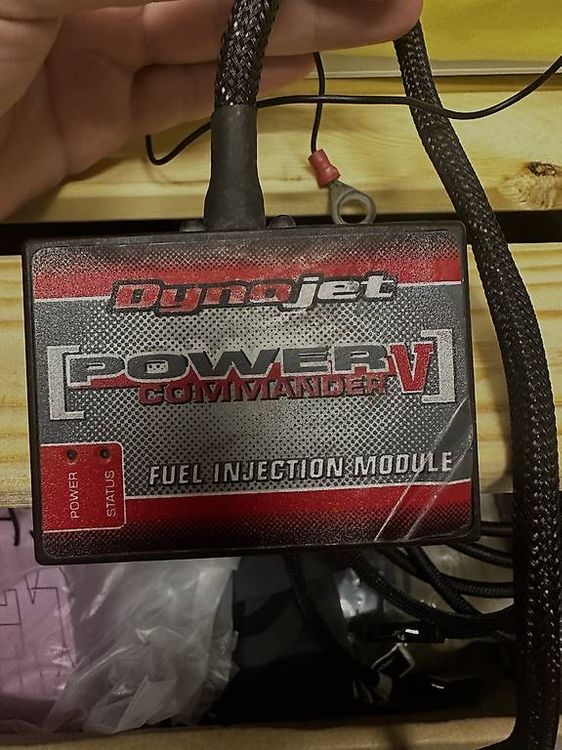 Dynojet
POWER V
COMMANDER
FUEL INJECTION MODULE
POWER
STATUS